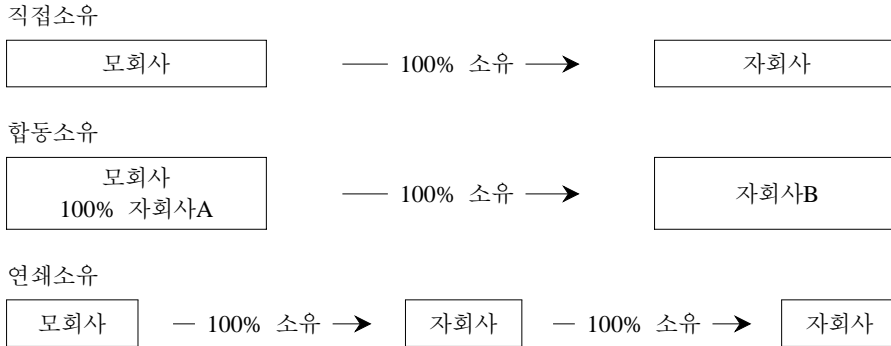 직접소유
모회사 100% 소유 자회사
합동소유
모회사
100% 자회사A 100% 소유 자회사B
연쇄소유
모회사 100% 소유 자회사 100% 소유 자회사